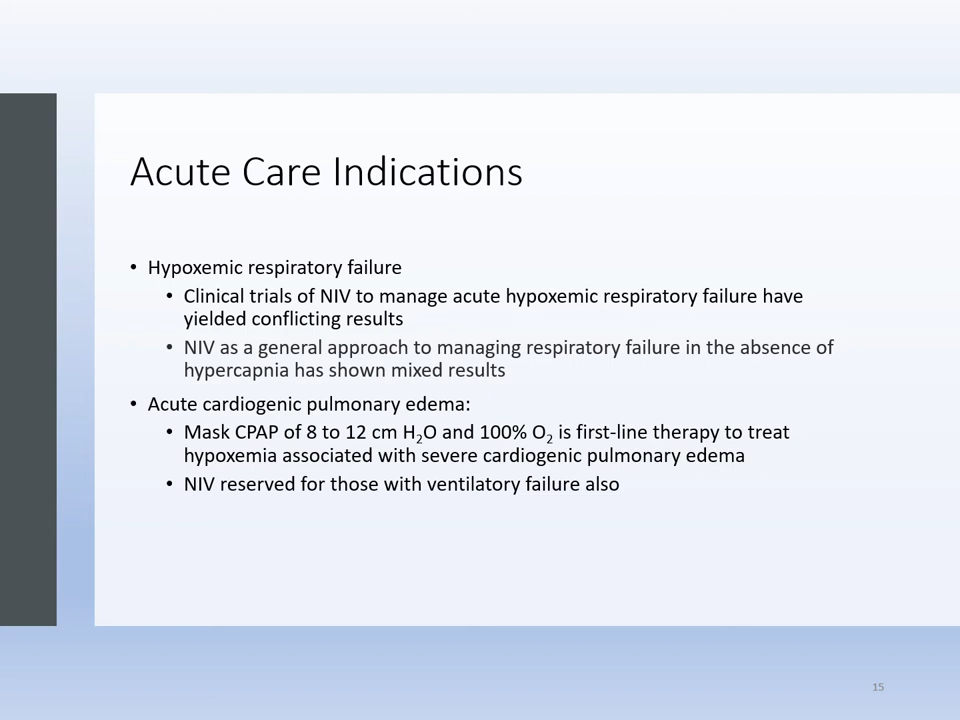 Acute Care Indications
• Hypoxemic respiratory failure
• Clinical trials of NIV to manage acute hypoxemic respiratory failure have
yielded conflicting results
• NIV as a general approach to managing respiratory failure in the absence of
hypercapnia has shown mixed results
• Acute cardiogenic pulmonary edema:
• Mask CPAP of 8 to 12 cm H₂O and 100% O₂ is first-line therapy to treat
hypoxemia associated with severe cardiogenic pulmonary edema
• NIV reserved for those with ventilatory failure also
15